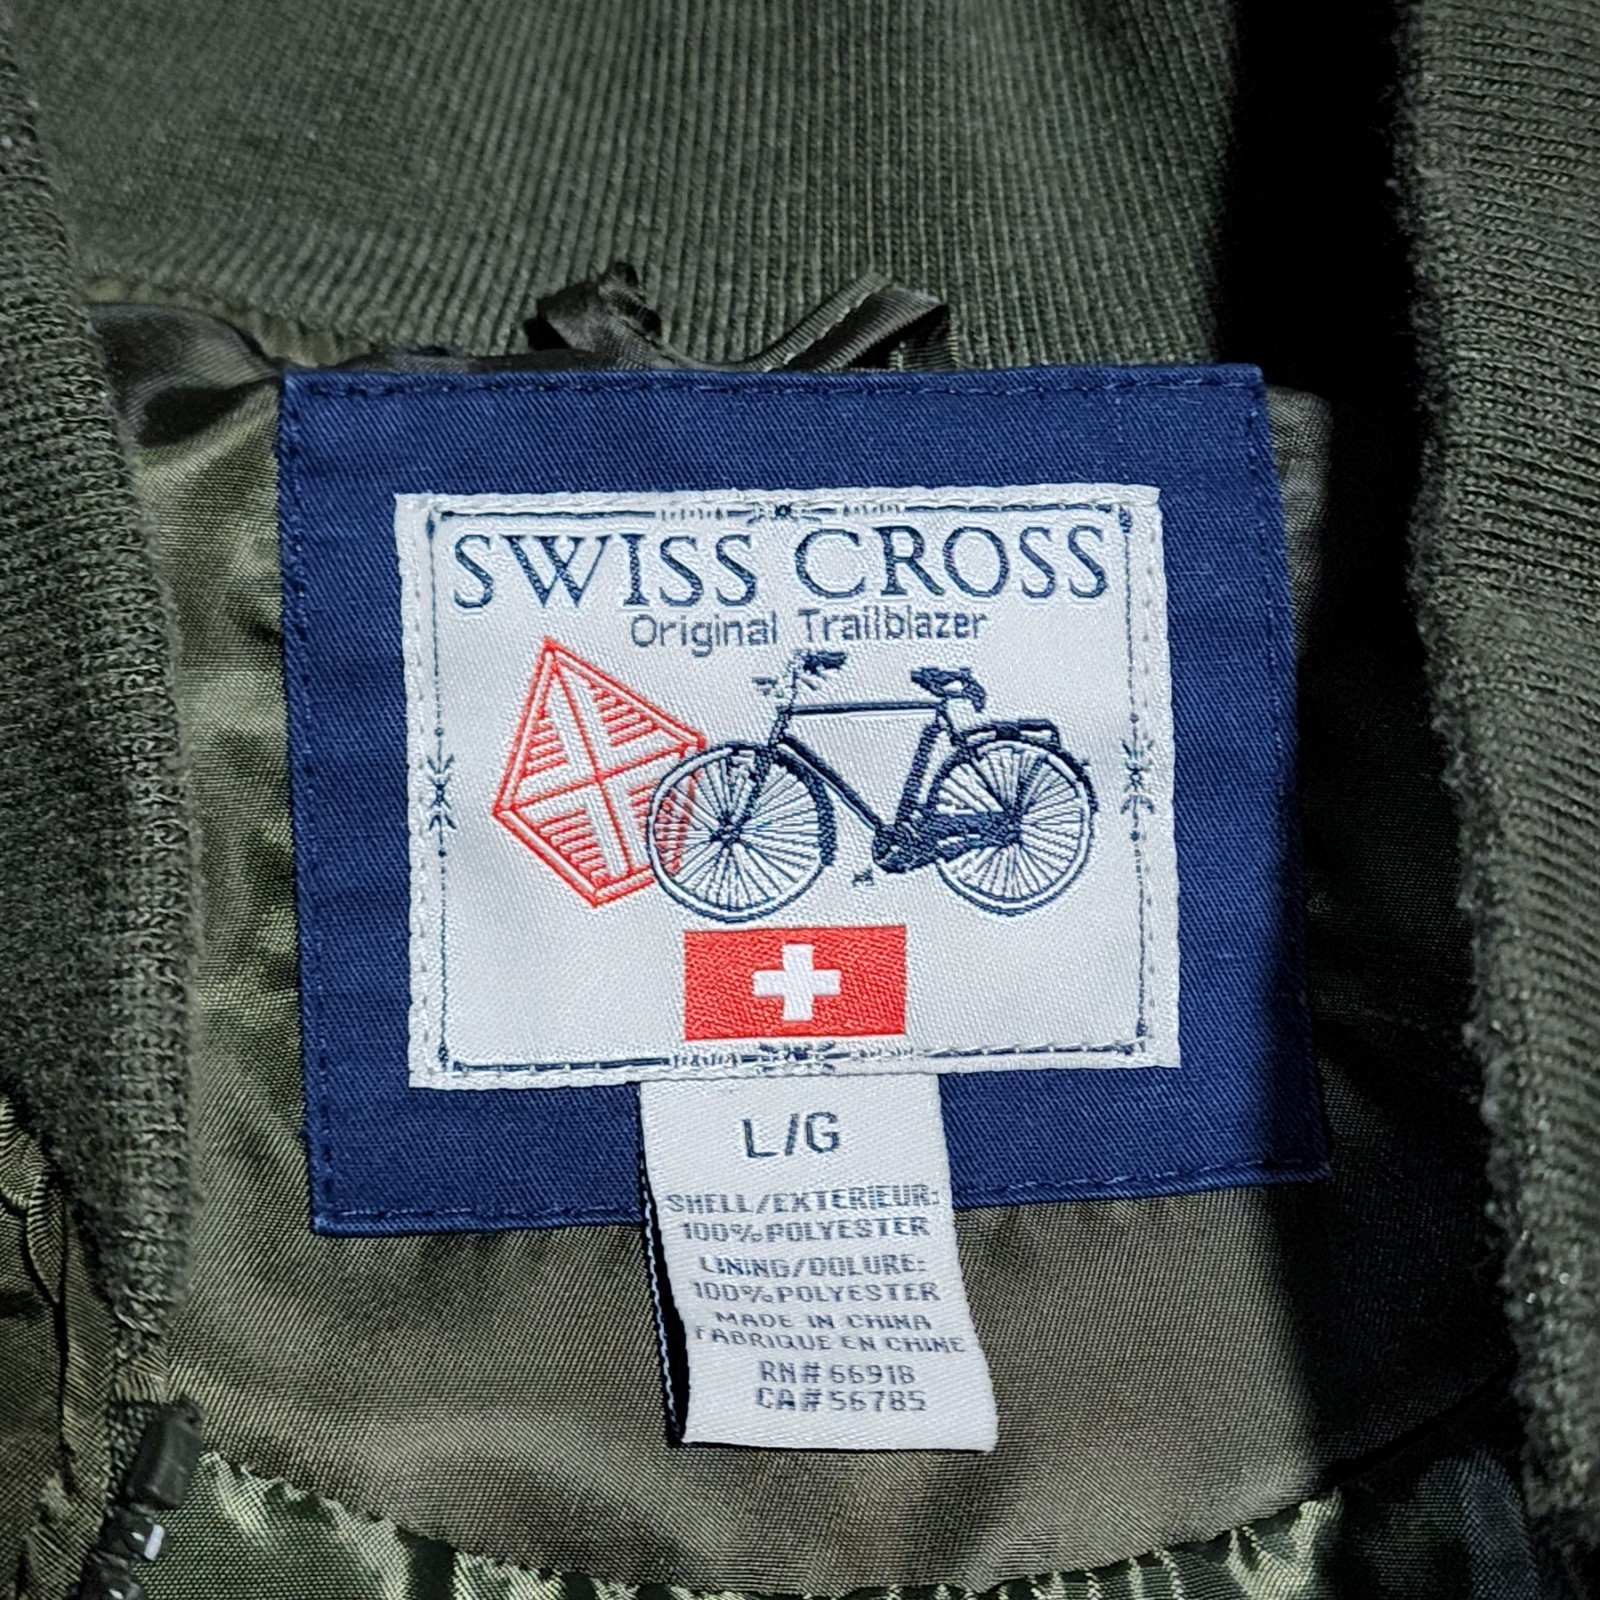 SWISS CROSS
Original Trailblazer
L/G
SHELL/EXTERIEUR:
100%POLYESTER
LINING/DOLURE:
100%POLYESTER
MADE IN CHINA
FABRIQUE EN CHINE
RN#66918
CA#56785